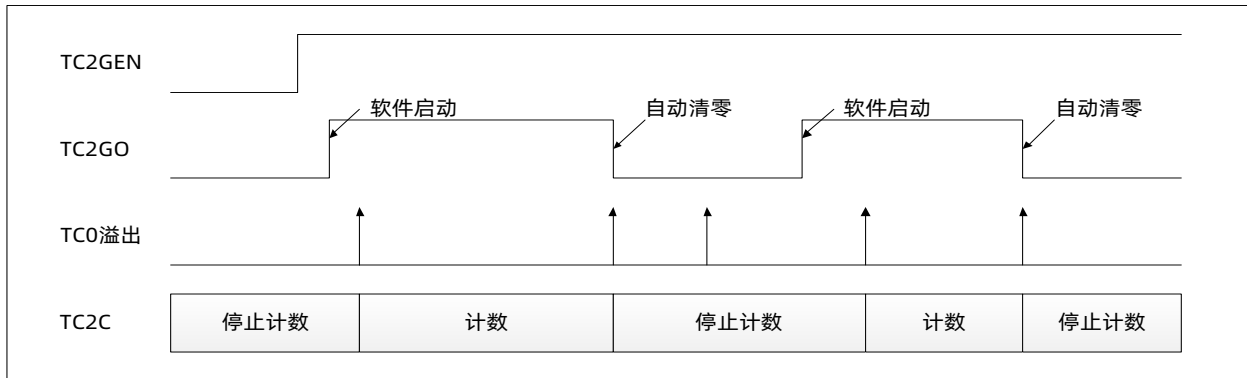 TC2GEN
软件启动 自动清零 软件启动 自动清零
TC2GO
TC0溢出
TC2C 停止计数 计数 停止计数 计数 停止计数